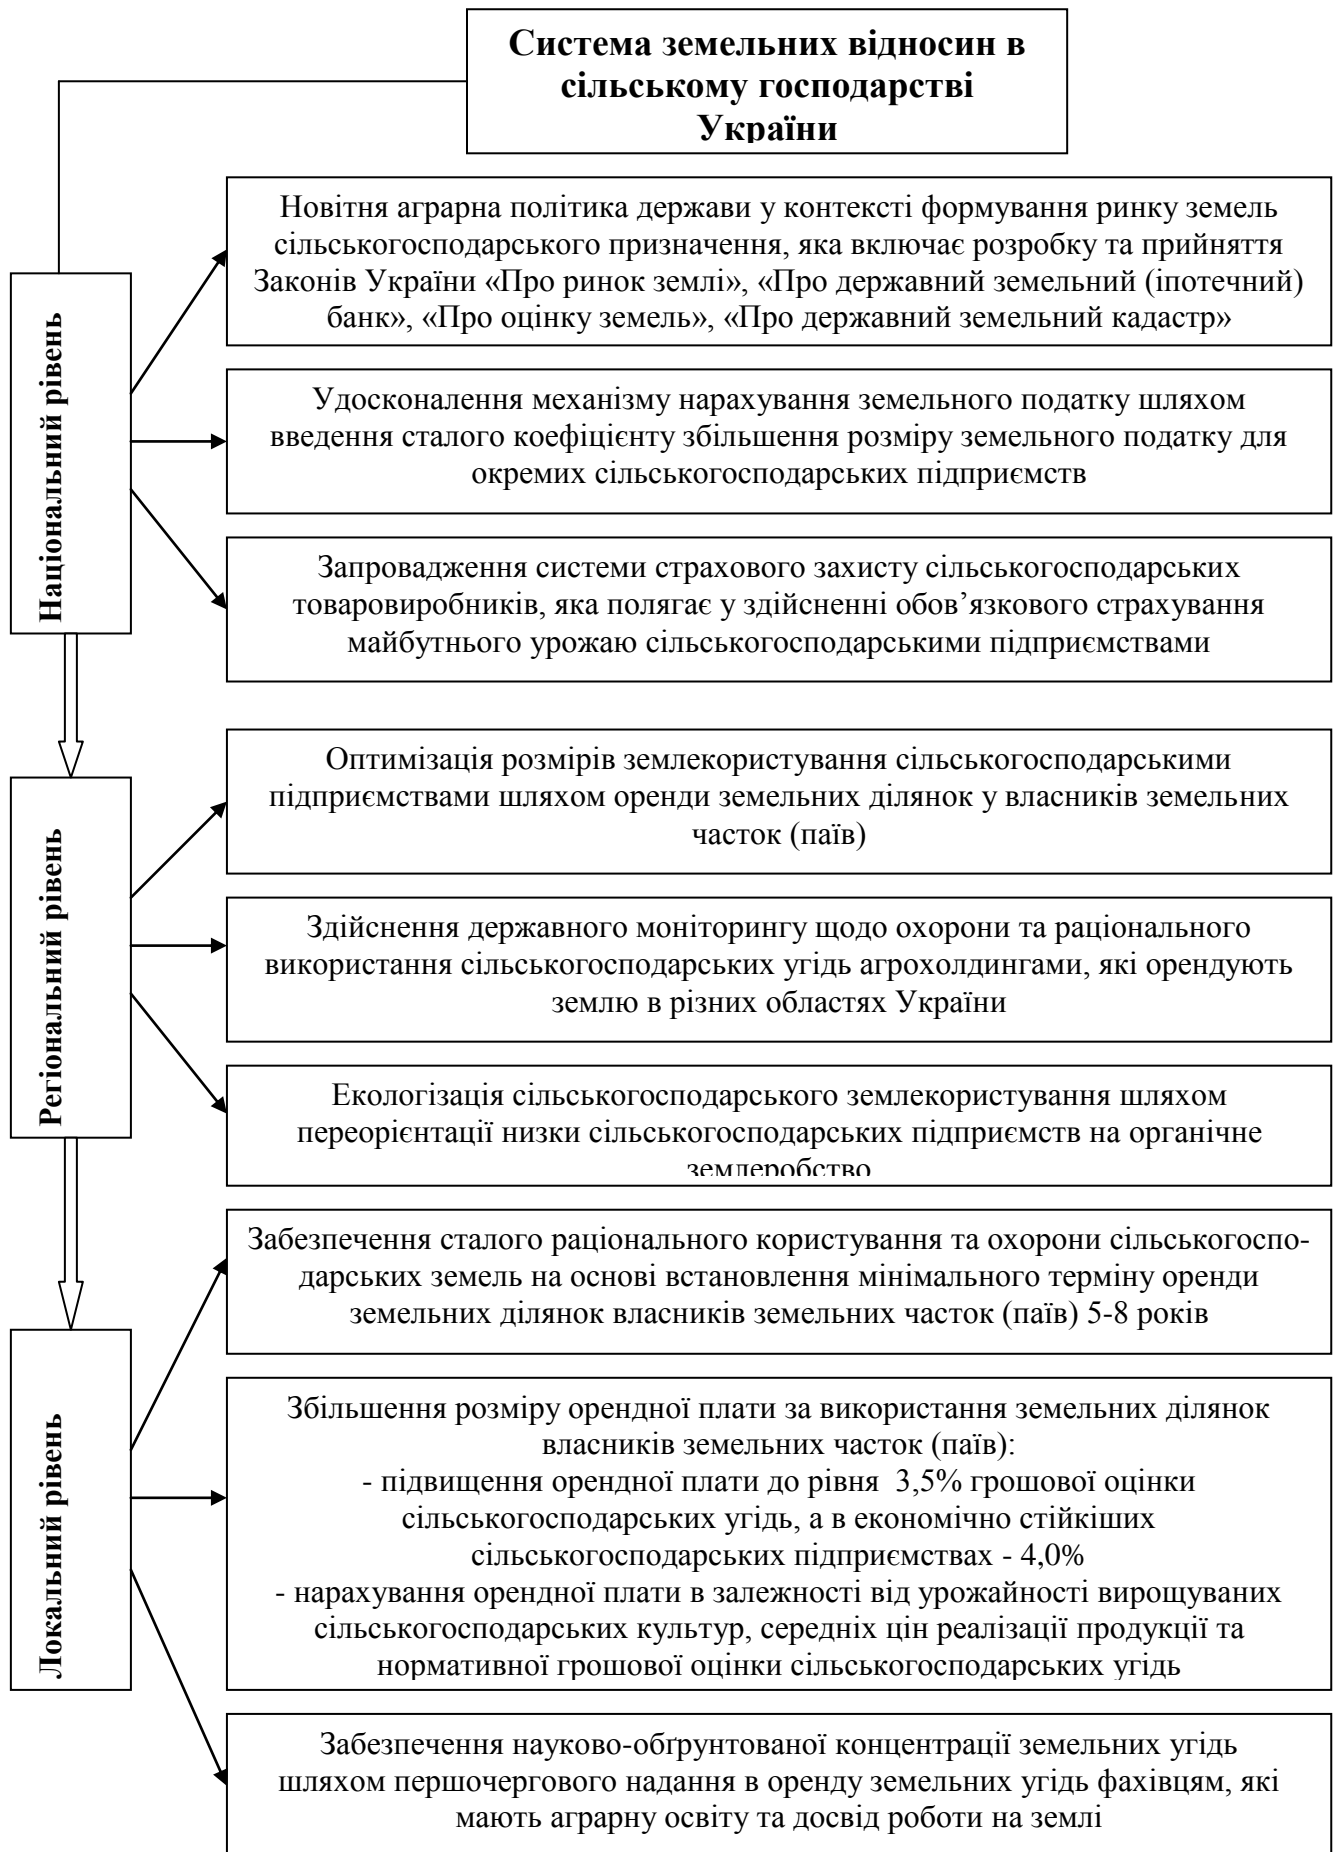 Система земельних відносин в
сільському господарстві
України
Національний рівень
Новітня аграрна політика держави у контексті формування ринку земель
сільськогосподарського призначення, яка включає розробку та прийняття
Законів України «Про ринок землі», «Про державний земельний (іпотечний)
банк», «Про оцінку земель», «Про державний земельний кадастр»
Удосконалення механізму нарахування земельного податку шляхом
введення сталого коефіцієнту збільшення розміру земельного податку для
окремих сільськогосподарських підприємств
Запровадження системи страхового захисту сільськогосподарських
товаровиробників, яка полягає у здійсненні обов’язкового страхування
майбутнього урожаю сільськогосподарськими підприємствами
Регіональний рівень
Оптимізація розмірів землекористування сільськогосподарськими
підприємствами шляхом оренди земельних ділянок у власників земельних
часток (паїв)
Здійснення державного моніторингу щодо охорони та раціонального
використання сільськогосподарських угідь агрохолдингами, які орендують
землю в різних областях України
Екологізація сільськогосподарського землекористування шляхом
переорієнтації низки сільськогосподарських підприємств на органічне
землеробство
Локальний рівень
Забезпечення сталого раціонального користування та охорони сільськогоспо-
дарських земель на основі встановлення мінімального терміну оренди
земельних ділянок власників земельних часток (паїв) 5-8 років
Збільшення розміру орендної плати за використання земельних ділянок
власників земельних часток (паїв):
- підвищення орендної плати до рівня 3,5% грошової оцінки
сільськогосподарських угідь, а в економічно стійкіших
сільськогосподарських підприємствах - 4,0%
- нарахування орендної плати в залежності від урожайності вирощуваних
сільськогосподарських культур, середніх цін реалізації продукції та
нормативної грошової оцінки сільськогосподарських угідь
Забезпечення науково-обґрунтованої концентрації земельних угідь
шляхом першочергового надання в оренду земельних угідь фахівцям, які
мають аграрну освіту та досвід роботи на землі